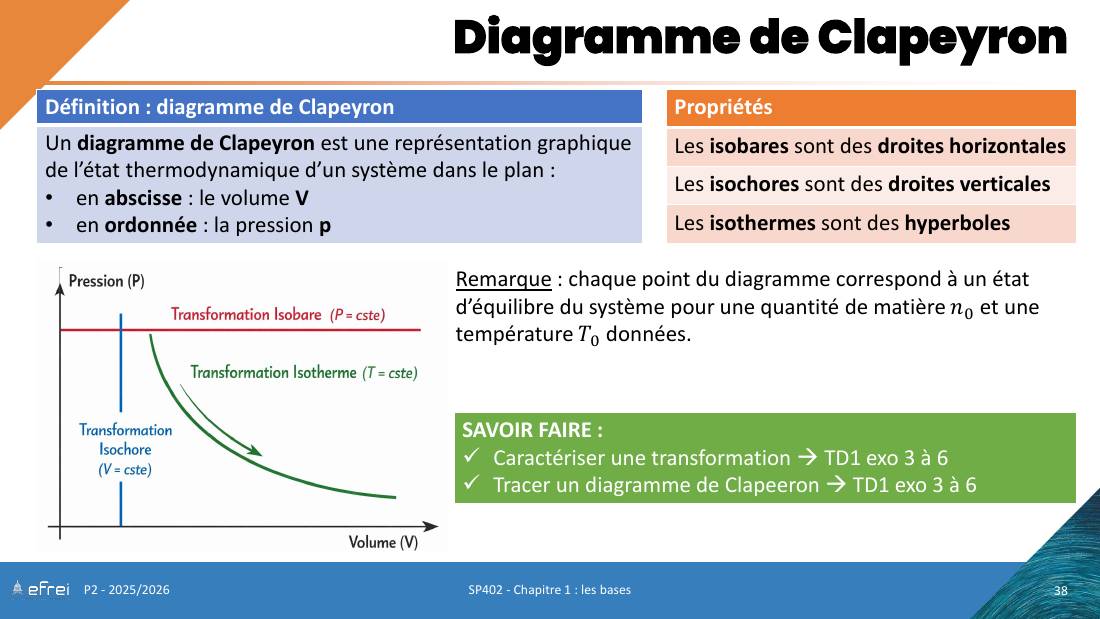 Diagramme de Clapeyron
Définition : diagramme de Clapeyron
Un diagramme de Clapeyron est une représentation graphique
de l’état thermodynamique d’un système dans le plan :
• en abscisse : le volume V
• en ordonnée : la pression p
Propriétés
Les isobares sont des droites horizontales
Les isochores sont des droites verticales
Les isothermes sont des hyperboles
Pression (P)
Transformation Isobare (P = cste)
Transformation Isotherme (T = cste)
Transformation
Isochore
(V = cste)
Volume (V)
Remarque : chaque point du diagramme correspond à un état
d’équilibre du système pour une quantité de matière n₀ et une
température T₀ données.
SAVOIR FAIRE :
✓ Caractériser une transformation → TD1 exo 3 à 6
✓ Tracer un diagramme de Clapeeron → TD1 exo 3 à 6
efrei P2 - 2025/2026
SP402 - Chapitre 1 : les bases
38